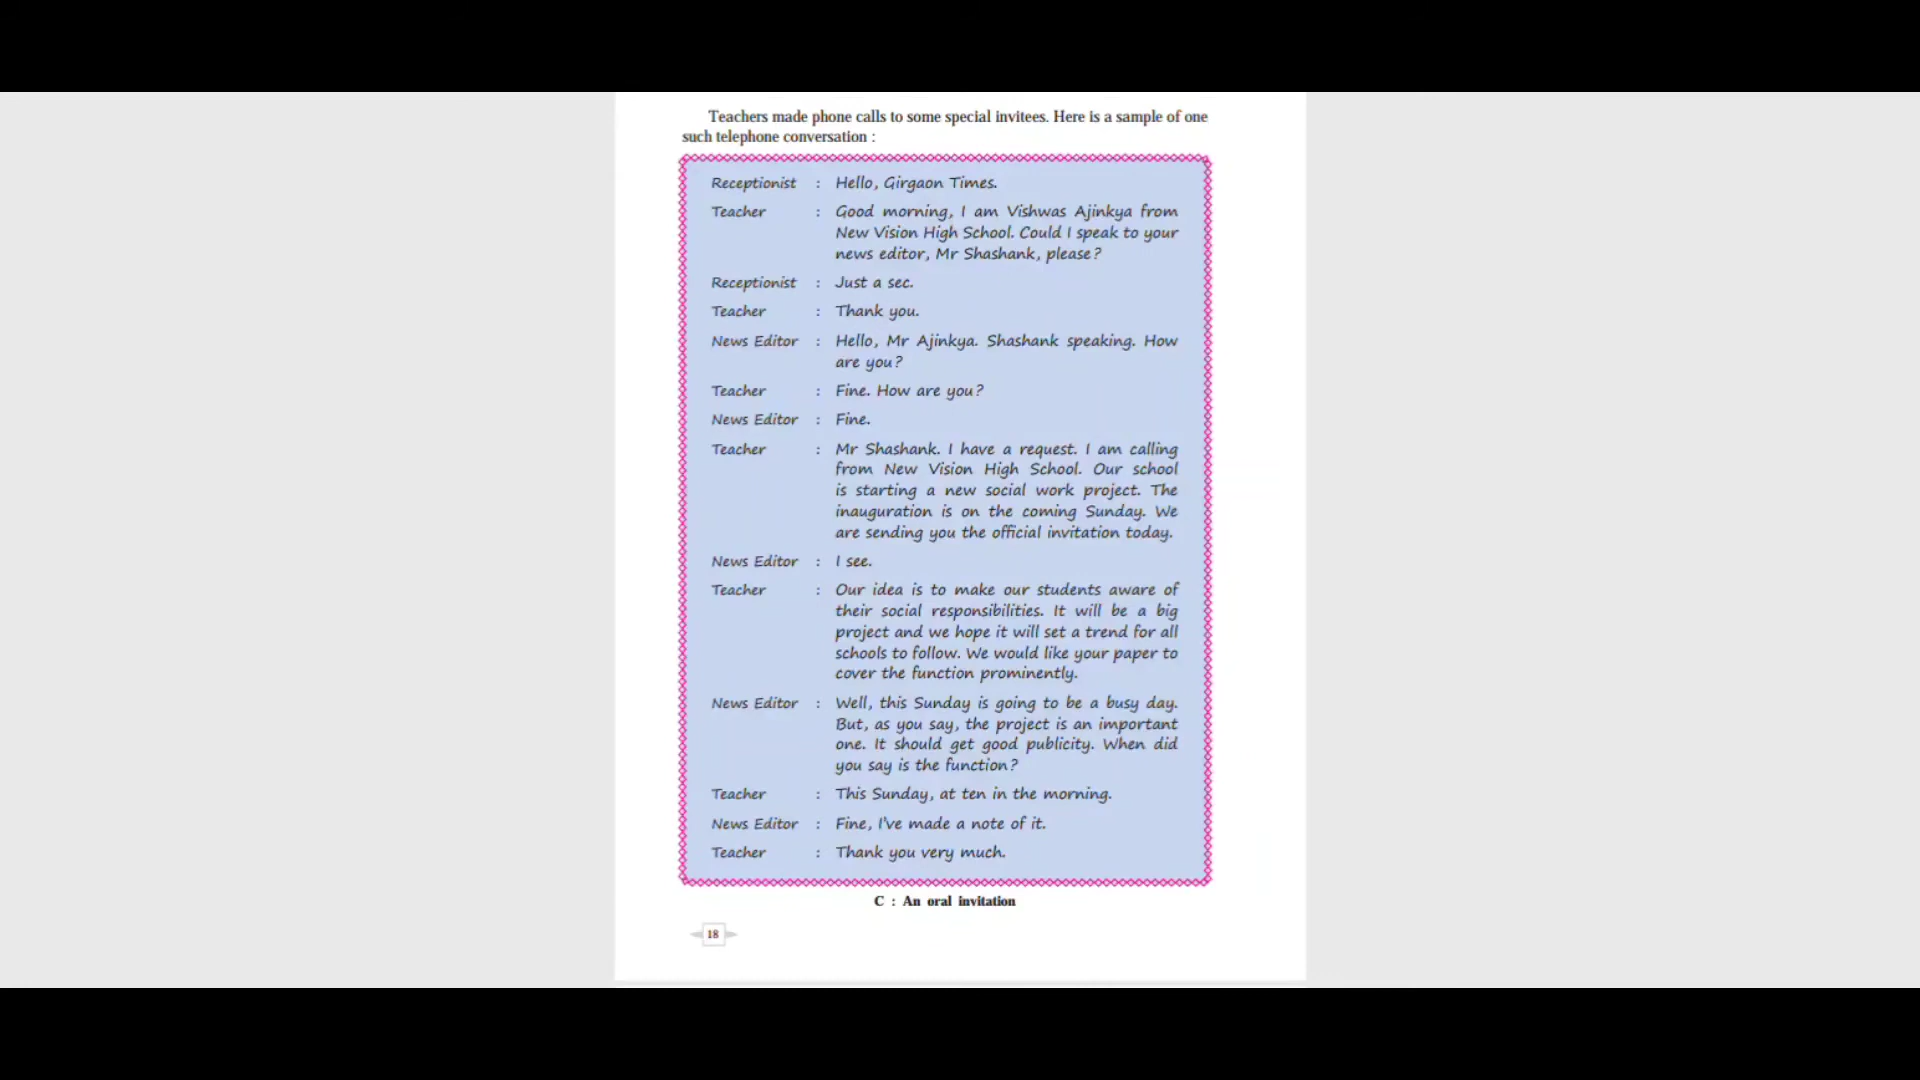 Teachers made phone calls to some special invitees. Here is a sample of one
such telephone conversation :
Receptionist : Hello, Girgaon Times.
Teacher : Good morning, I am Vishwas Ajinkya from
New Vision High School. Could I speak to your
news editor, Mr Shashank, please?
Receptionist : Just a sec.
Teacher : Thank you.
News Editor : Hello, Mr Ajinkya. Shashank speaking. How
are you?
Teacher : Fine. How are you?
News Editor : Fine.
Teacher : Mr Shashank. I have a request. I am calling
from New Vision High School. Our school
is starting a new social work project. The
inauguration is on the coming Sunday. We
are sending you the official invitation today.
News Editor : I see.
Teacher : Our idea is to make our students aware of
their social responsibilities. It will be a big
project and we hope it will set a trend for all
schools to follow. We would like your paper to
cover the function prominently.
News Editor : Well, this Sunday is going to be a busy day.
But, as you say, the project is an important
one. It should get good publicity. When did
you say is the function?
Teacher : This Sunday, at ten in the morning.
News Editor : Fine, I've made a note of it.
Teacher : Thank you very much.
C : An oral invitation
18